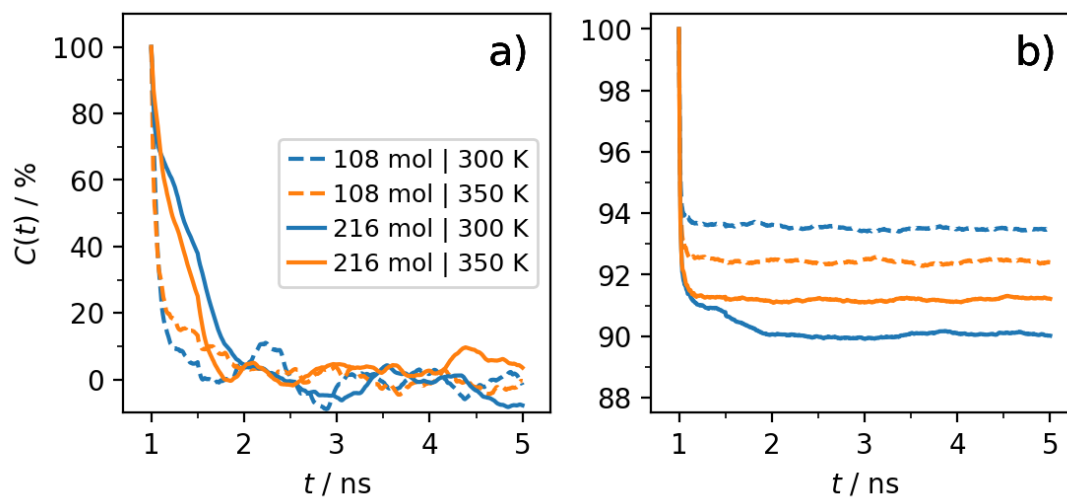 a)
C(t) / %
100
80
60
40
20
0
108 mol | 300 K
108 mol | 350 K
216 mol | 300 K
216 mol | 350 K
1 2 3 4 5
t / ns
b)
100
98
96
94
92
90
88
1 2 3 4 5
t / ns